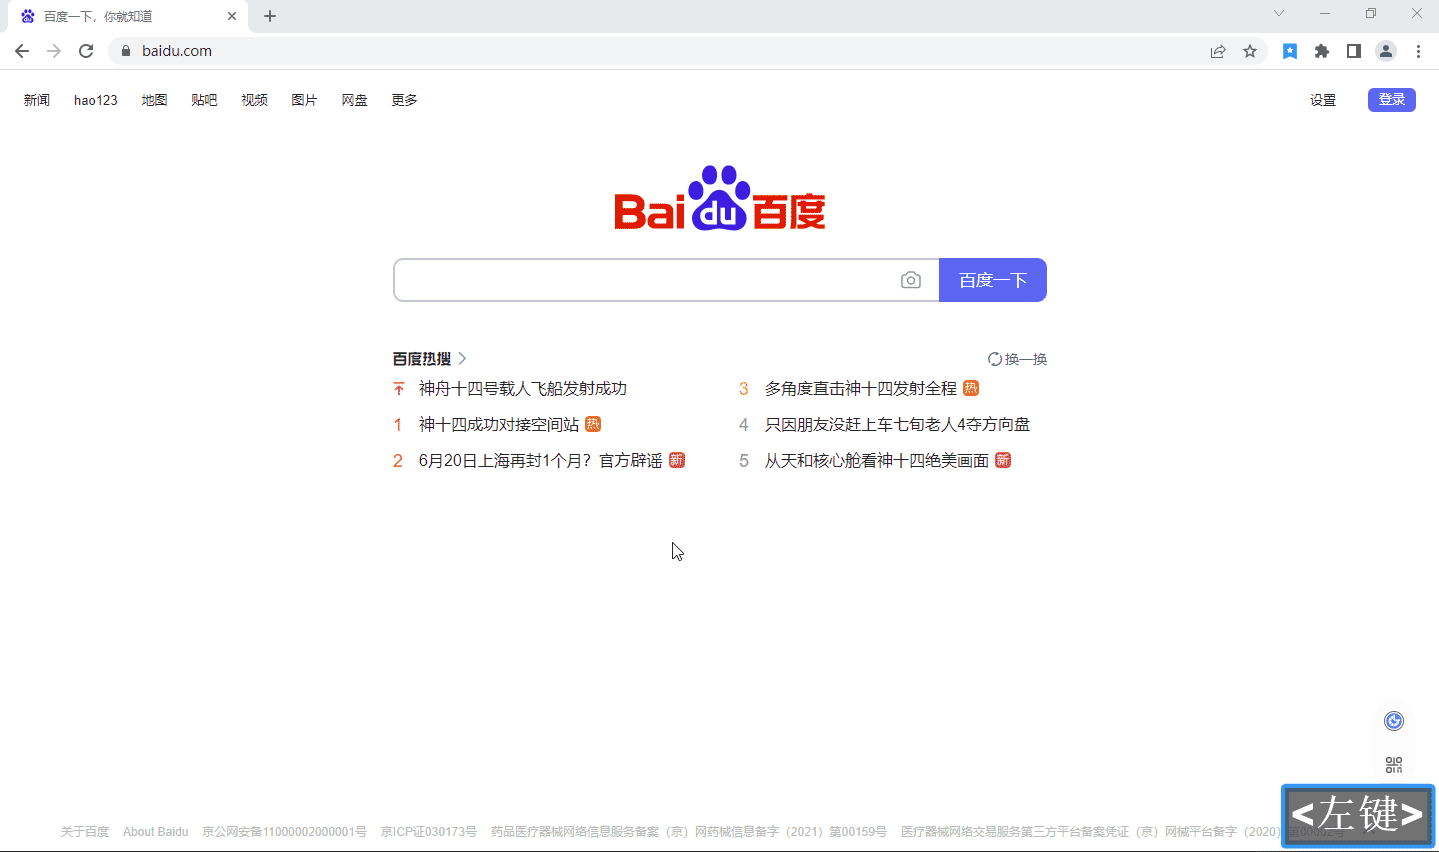 百度一下，你就知道
baidu.com
新闻 hao123 地图 贴吧 视频 图片 网盘 更多 设置 登录
Bai du 百度
百度一下
百度热搜 换一换
神舟十四号载人飞船发射成功
1 神十四成功对接空间站 热
2 6月20日上海再封1个月？官方辟谣 新
3 多角度直击神十四发射全程 热
4 只因朋友没赶上车七旬老人4夺方向盘
5 从天和核心舱看神十四绝美画面 新
关于百度 About Baidu 京公网安备11000002000001号 京ICP证030173号 药品医疗器械网络信息服务备案（京）网药械信息备字（2021）第00159号 医疗器械网络交易服务第三方平台备案凭证（京）网械平台备字（2020）第00002号
<左键>